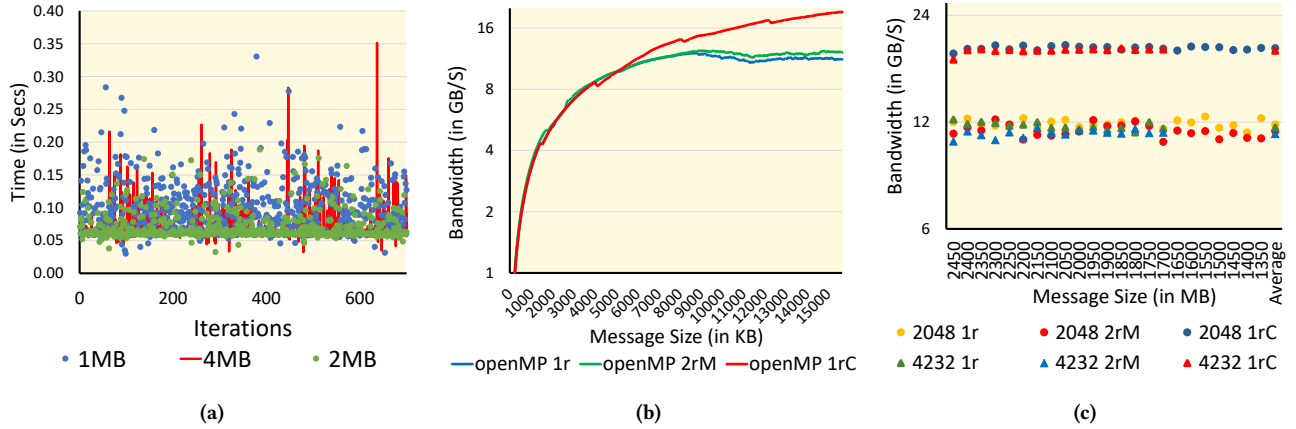 0.40
0.35
0.30
0.25
0.20
0.15
0.10
0.05
0.00
Time (in Secs)
0 200 400 600
Iterations
1MB 4MB 2MB
(a)
16
8
4
2
1
Bandwidth (in GB/S)
0 1000 2000 3000 4000 5000 6000 7000 8000 9000 10000 11000 12000 13000 14000 15000
Message Size (in KB)
openMP 1r openMP 2rM openMP 1rC
(b)
24
12
6
Bandwidth (in GB/S)
2450 2400 2350 2300 2250 2200 2150 2100 2050 2000 1950 1900 1850 1800 1750 1700 1650 1600 1550 1500 1450 1400 1350 Average
Message Size (in MB)
2048 1r 2048 2rM 2048 1rC
4232 1r 4232 2rM 4232 1rC
(c)